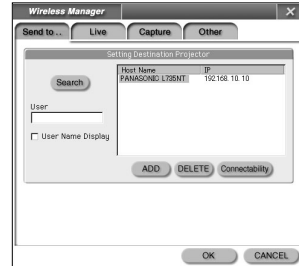 Wireless Manager
Send to.. Live Capture Other
Setting Destination Projector
Search
Host Name IP
PANASONIC L735NT 192.168.10.10
User
User Name Display
ADD DELETE Connectability
OK CANCEL